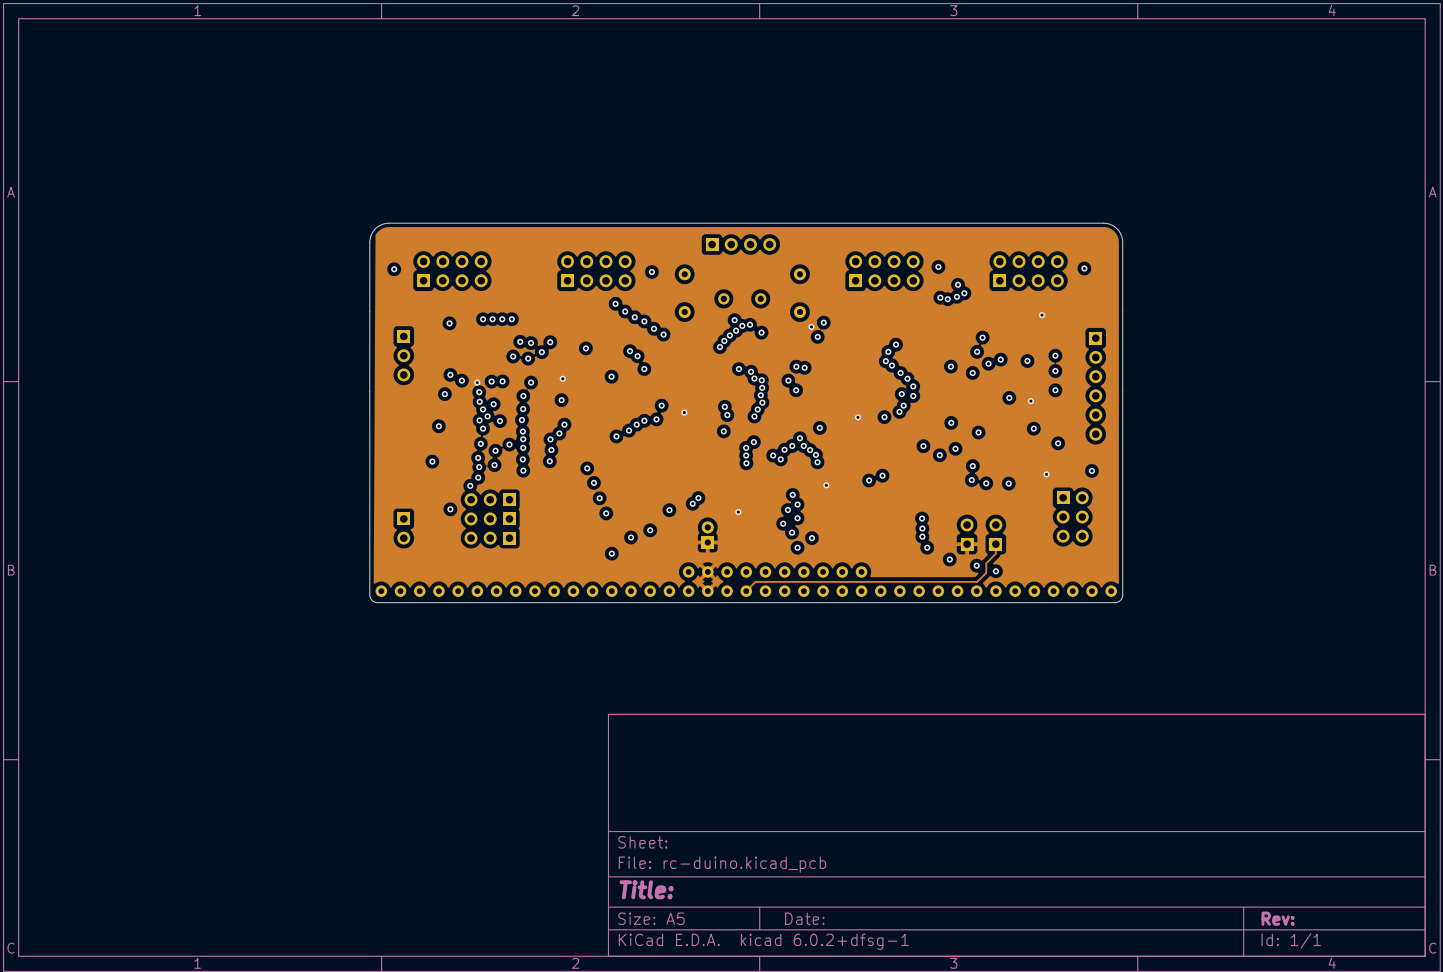 1 2 3 4
A A
B B
Sheet:
File: rc-duino.kicad_pcb
Title:
Size: A5 Date: Rev:
KiCad E.D.A. kicad 6.0.2+dfsg-1 Id: 1/1
C C
1 2 3 4